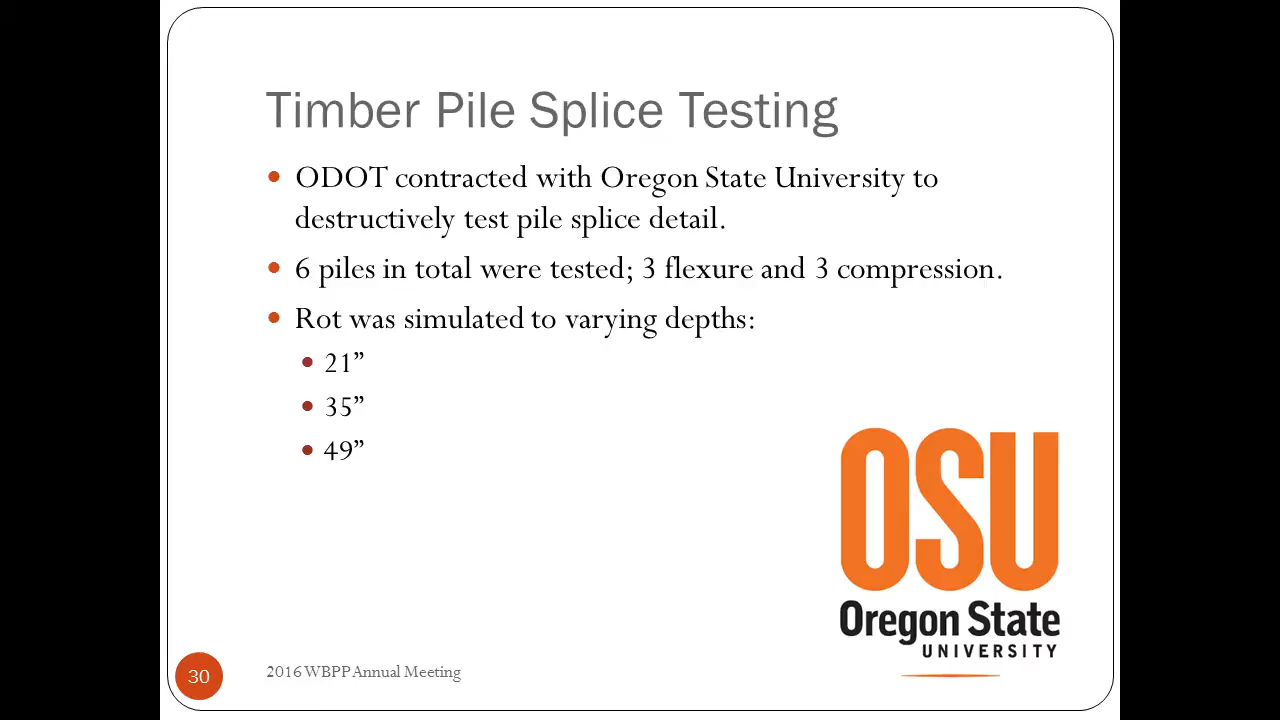 Timber Pile Splice Testing
• ODOT contracted with Oregon State University to
destructively test pile splice detail.
• 6 piles in total were tested; 3 flexure and 3 compression.
• Rot was simulated to varying depths:
• 21”
• 35”
• 49”
OSU
Oregon State
UNIVERSITY
30
2016 WBPP Annual Meeting